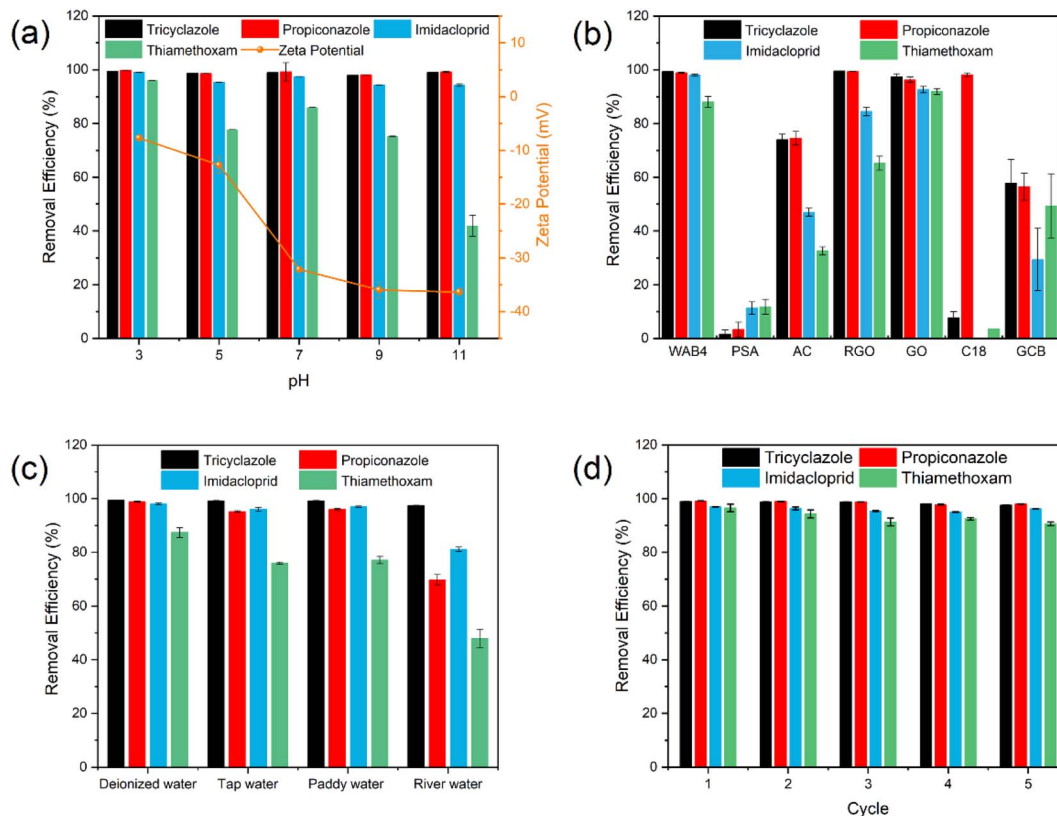 (a)
Tricyclazole Propiconazole Imidacloprid
Thiamethoxam Zeta Potential
Removal Efficiency (%)
120
100
80
60
40
20
0
3 5 7 9 11
pH
10
0
-10
-20
-30
-40
Zeta Potential (mV)
(b)
Tricyclazole Propiconazole
Imidacloprid Thiamethoxam
Removal Efficiency (%)
120
100
80
60
40
20
0
WAB4 PSA AC RGO GO C18 GCB
(c)
Tricyclazole Propiconazole
Imidacloprid Thiamethoxam
Removal Efficiency (%)
120
100
80
60
40
20
0
Deionized water Tap water Paddy water River water
(d)
Tricyclazole Propiconazole
Imidacloprid Thiamethoxam
Removal Efficiency (%)
120
100
80
60
40
20
0
1 2 3 4 5
Cycle